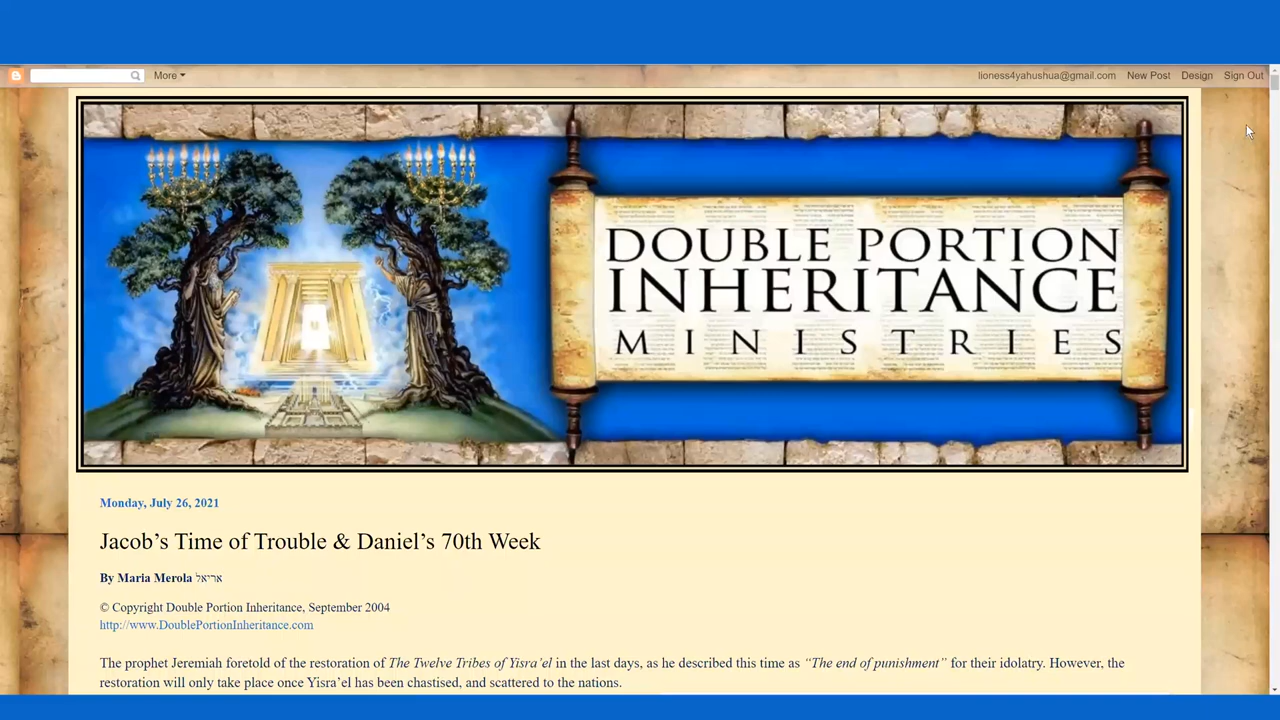 More
lioness4yahushua@gmail.com New Post Design Sign Out
DOUBLE PORTION
INHERITANCE
MINISTRIES
Monday, July 26, 2021
Jacob’s Time of Trouble & Daniel’s 70th Week
By Maria Merola אריאל
© Copyright Double Portion Inheritance, September 2004
http://www.DoublePortionInheritance.com
The prophet Jeremiah foretold of the restoration of The Twelve Tribes of Yisra’el in the last days, as he described this time as “The end of punishment” for their idolatry. However, the
restoration will only take place once Yisra’el has been chastised, and scattered to the nations.